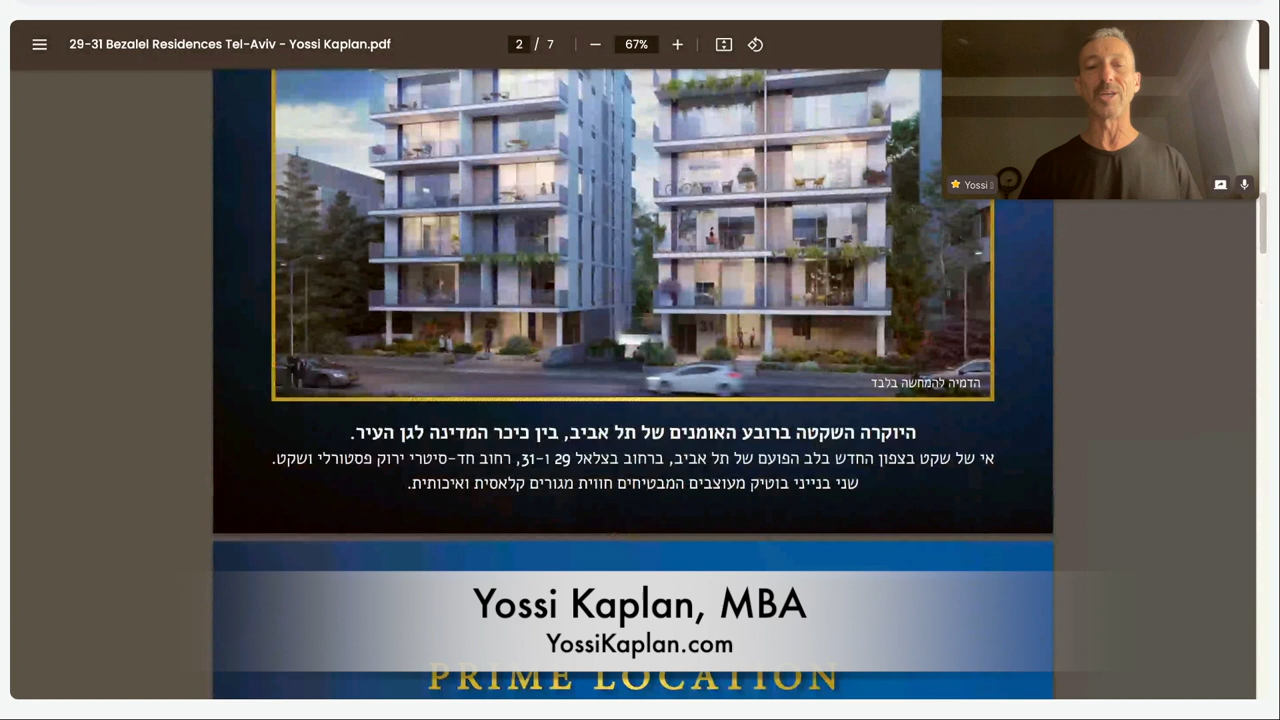 29-31 Bezalel Residences Tel-Aviv - Yossi Kaplan.pdf
2 / 7
67%
Yossi
31
הדמיה להמחשה בלבד
היוקרה השקטה ברובע האומנים של תל אביב, בין כיכר המדינה לגן העיר.
אי של שקט בצפון החדש בלב הפועם של תל אביב, ברחוב בצלאל 29 ו-31, רחוב חד-סיטרי ירוק פסטורלי ושקט.
שני בנייני בוטיק מעוצבים המבטיחים חווית מגורים קלאסית ואיכותית.
Yossi Kaplan, MBA
YossiKaplan.com
PRIME LOCATION